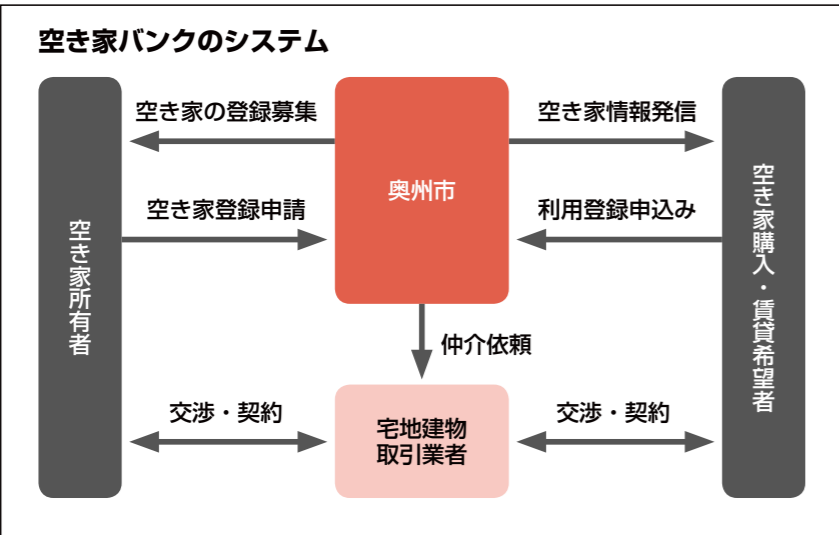 空き家バンクのシステム
空き家の登録募集
空き家情報発信
奥州市
空き家登録申請
利用登録申込み
空き家所有者
空き家購入・賃貸希望者
仲介依頼
交渉・契約
宅地建物
取引業者
交渉・契約